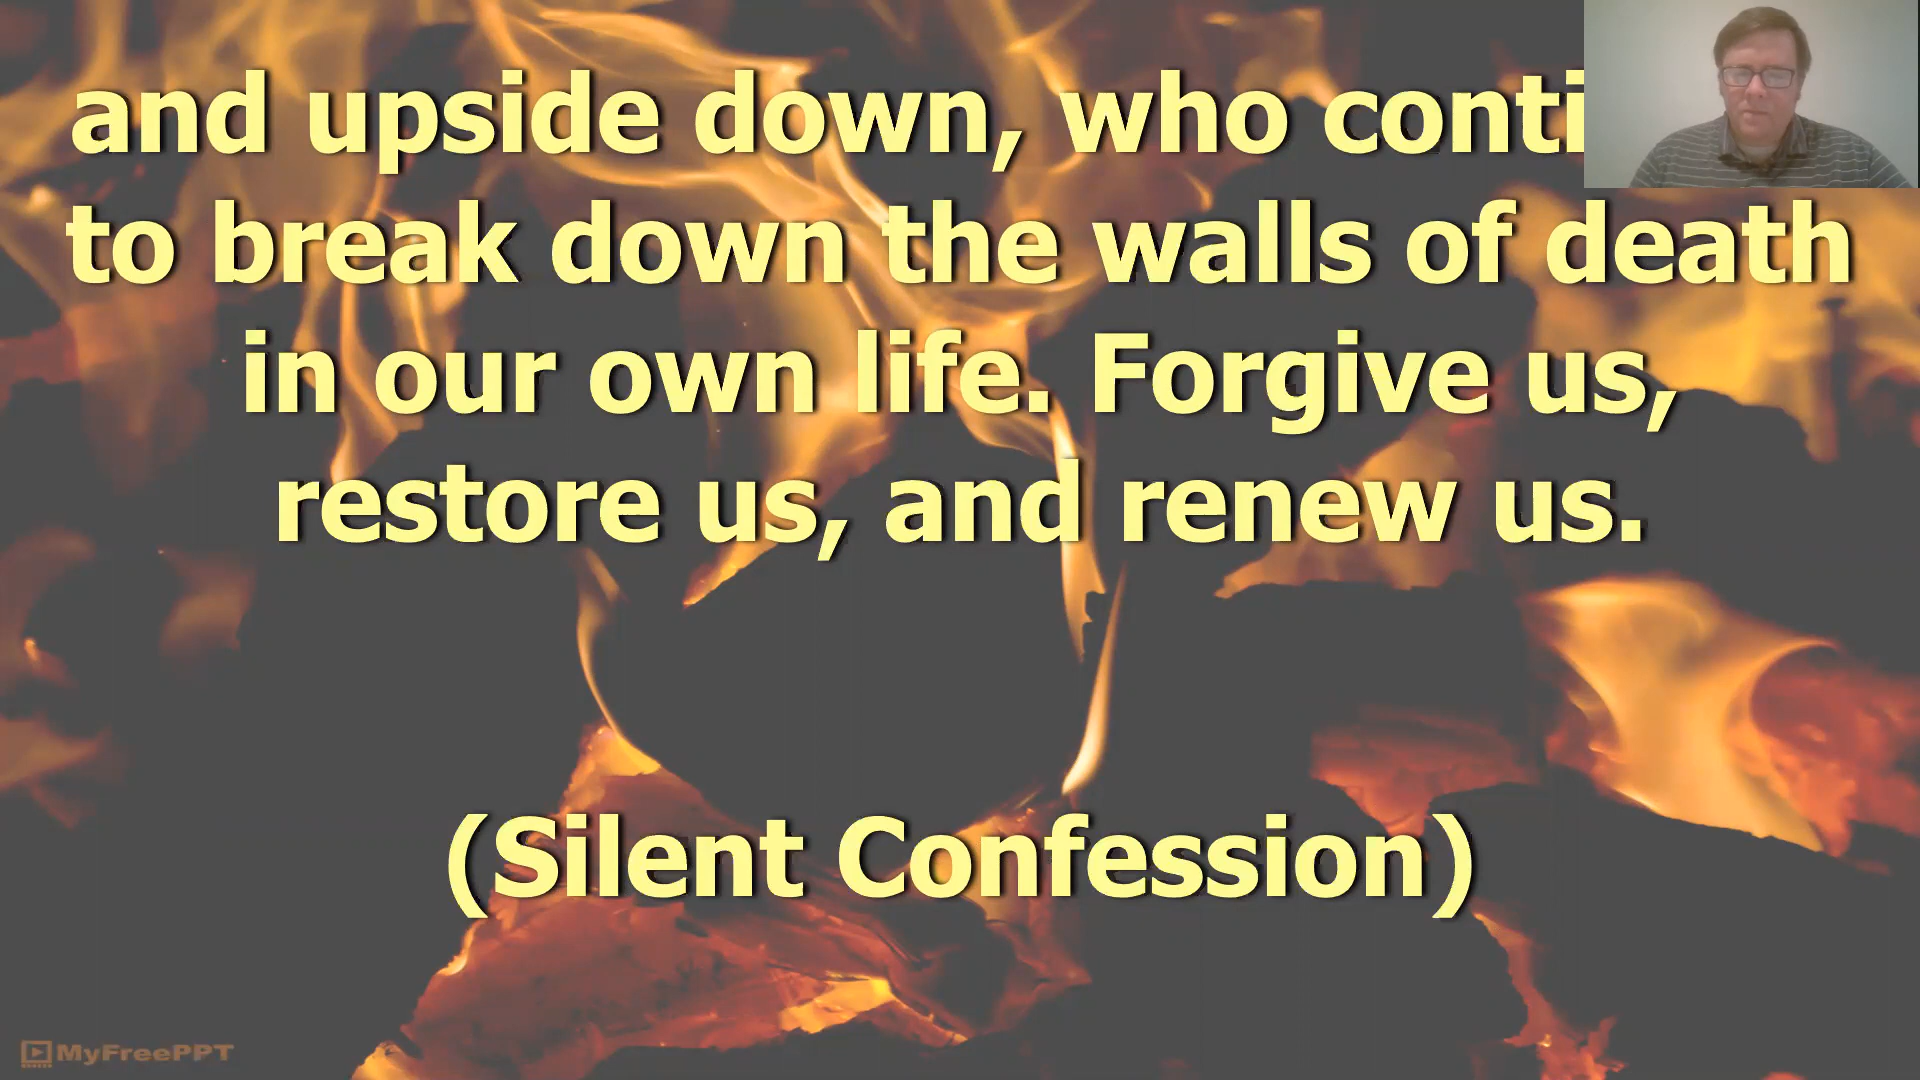 and upside down, who conti
to break down the walls of death
in our own life. Forgive us,
restore us, and renew us.
(Silent Confession)
MyFreePPT